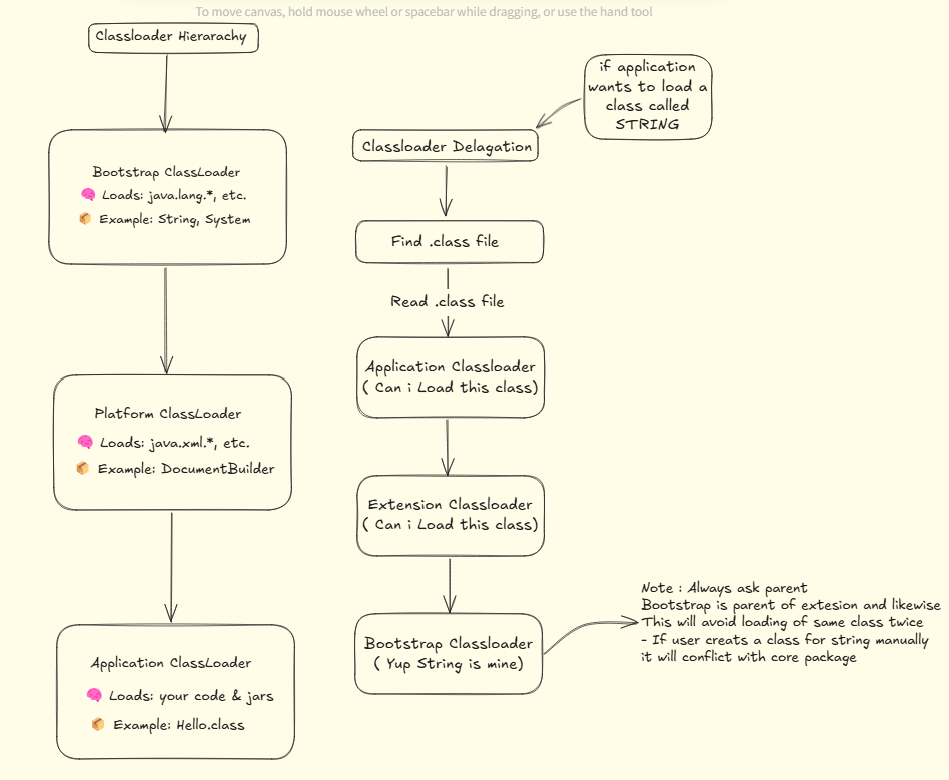 To move canvas, hold mouse wheel or spacebar while dragging, or use the hand tool
Classloader Hierarachy
Bootstrap ClassLoader
🧠 Loads: java.lang.*, etc.
📦 Example: String, System
Platform ClassLoader
🧠 Loads: java.xml.*, etc.
📦 Example: DocumentBuilder
Application ClassLoader
🧠 Loads: your code & jars
📦 Example: Hello.class
if application
wants to load a
class called
STRING
Classloader Delagation
Find .class file
Read .class file
Application Classloader
( Can i Load this class)
Extension Classloader
( Can i Load this class)
Bootstrap Classloader
( Yup String is mine)
Note : Always ask parent
Bootstrap is parent of extesion and likewise
This will avoid loading of same class twice
- If user creats a class for string manually
it will conflict with core package